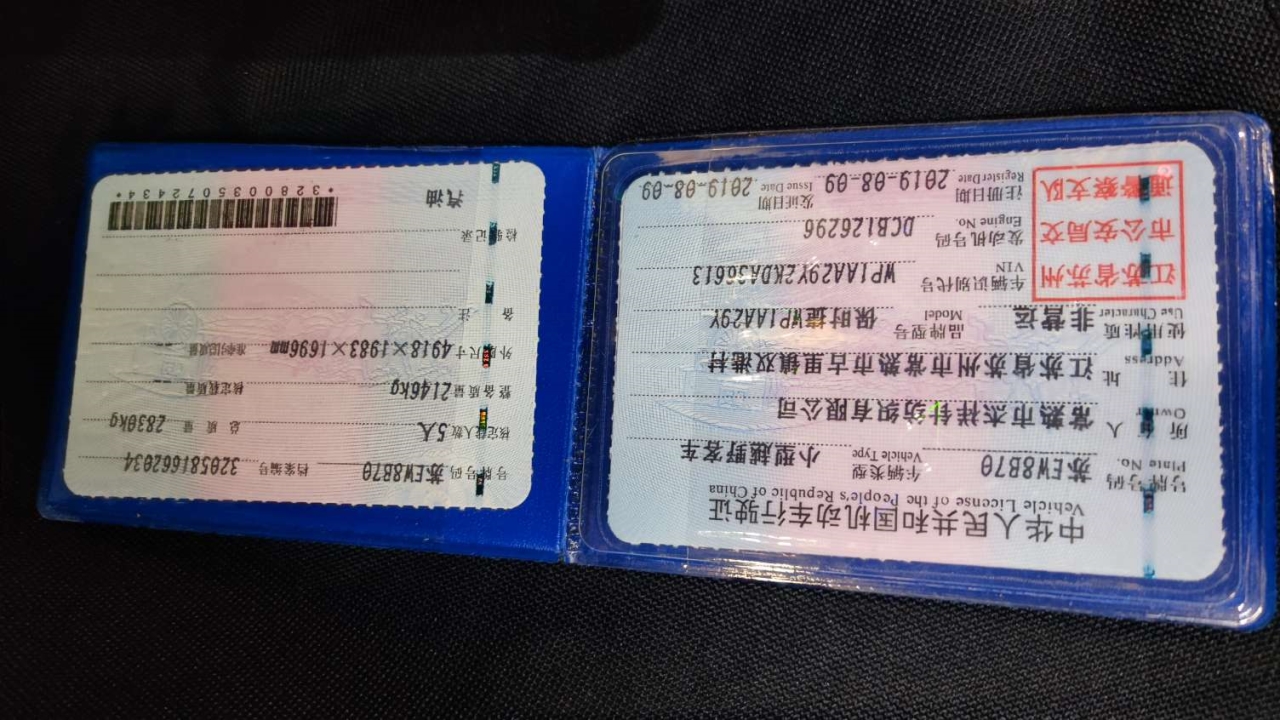 中华人民共和国机动车行驶证
Vehicle License of the People's Republic of China
号牌号码 苏EW8B70 车辆类型 小型越野客车
Plate No. Vehicle Type
所有人 常熟市杰祥针纺织有限公司
Owner
住址 江苏省苏州市常熟市古里镇双港村
Address
使用性质 非营运 品牌型号 保时捷WP1AA29Y
Use Character Model
江苏省苏州
市公安局交
通警察支队
车辆识别代号 WP1AA29Y2KDA36613
VIN
发动机号码 DCB126296
Engine No.
注册日期 2019-08-09 发证日期 2019-08-09
Register Date Issue Date
号牌号码 苏EW8B70 档案编号 320581662034
核定载人数 5人 总质量 2830kg
整备质量 2146kg 核定载质量
外廓尺寸 4918×1983×1696mm 准牵引总质量
备注
检验记录
汽油
*3280095072434*